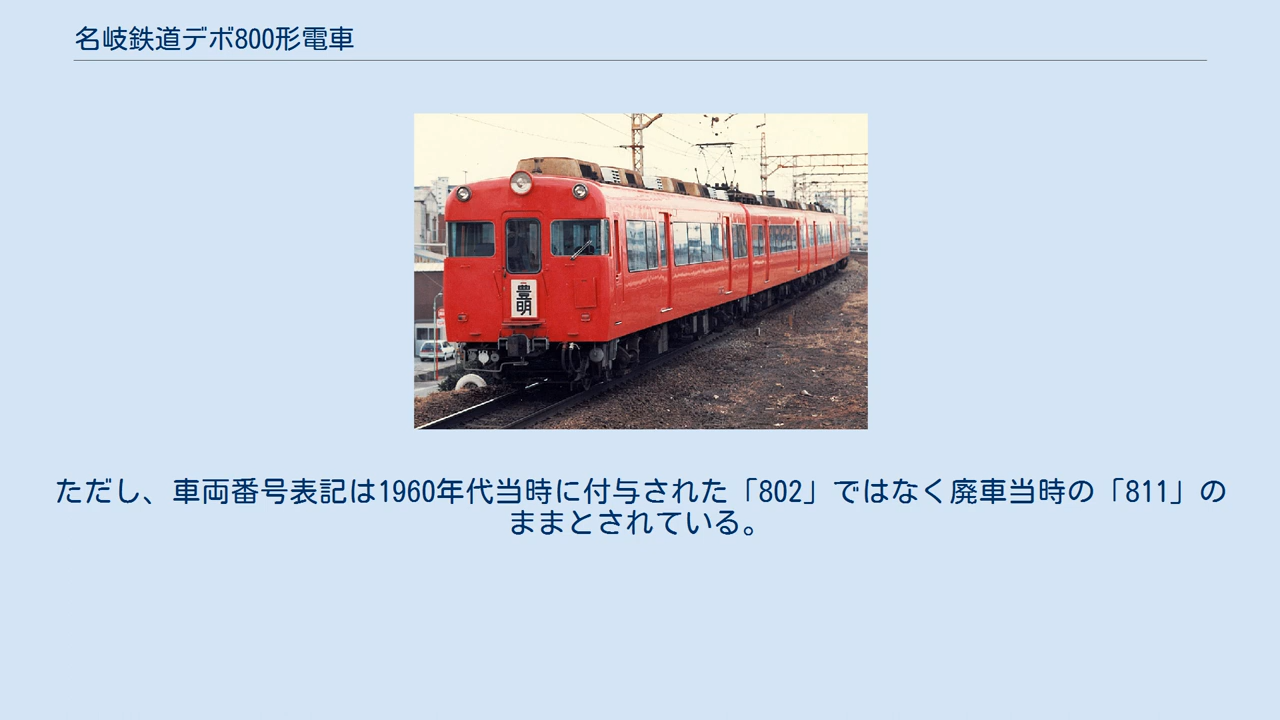 名岐鉄道デボ800形電車
豊明
ただし、車両番号表記は1960年代当時に付与された「802」ではなく廃車当時の「811」の
ままとされている。